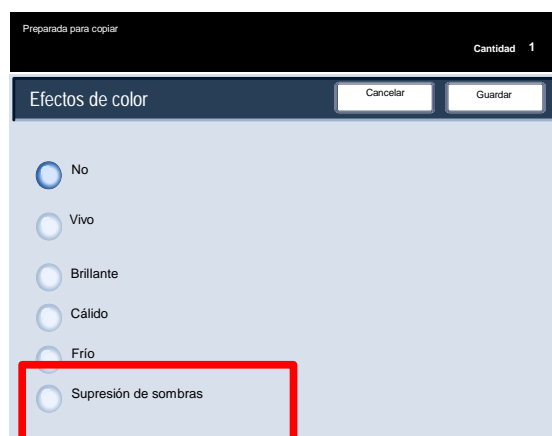 Preparada para copiar
Cantidad 1
Efectos de color
Cancelar
Guardar
No
Vivo
Brillante
Cálido
Frío
Supresión de sombras